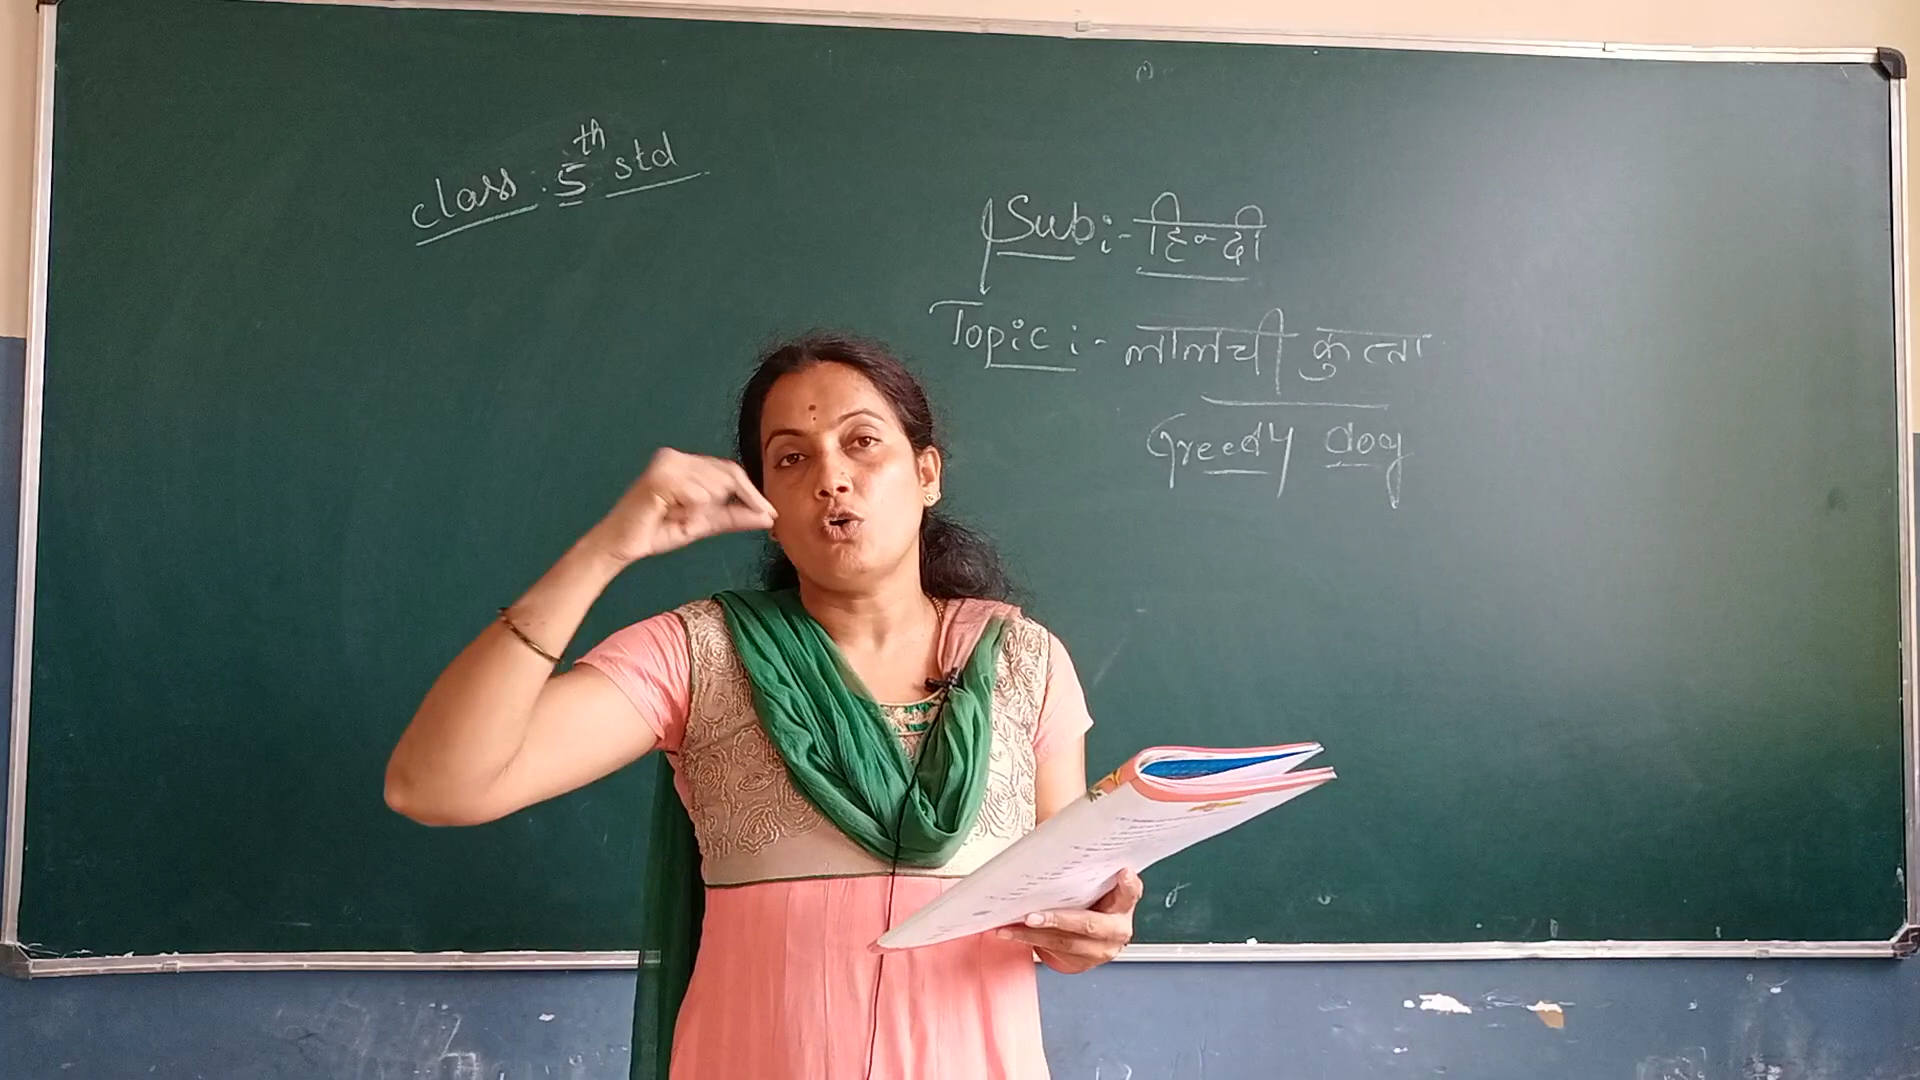 class . 5th std
Sub:- हिन्दी
Topic:- लालची कुत्ता
Greedy dog